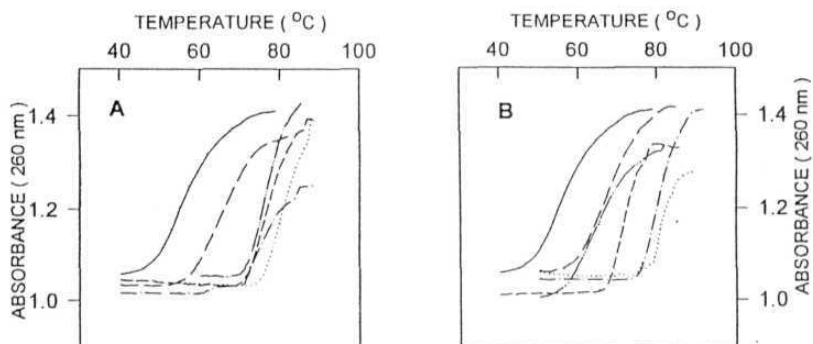 TEMPERATURE ( °C)
40 60 80 100
ABSORBANCE ( 260 nm)
1.4
1.2
1.0
A
TEMPERATURE ( °C)
40 60 80 100
B
1.4
1.2
1.0
ABSORBANCE ( 260 nm)